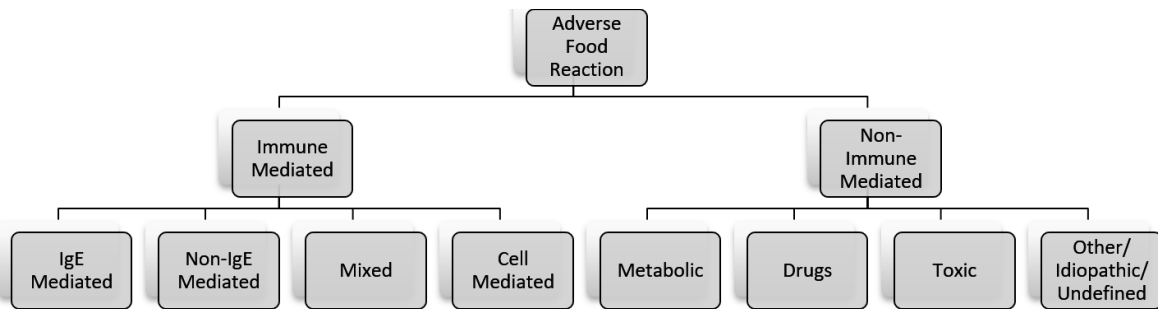 Adverse
Food
Reaction
Immune
Mediated
Non-
Immune
Mediated
IgE
Mediated
Non-IgE
Mediated
Mixed
Cell
Mediated
Metabolic
Drugs
Toxic
Other/
Idiopathic/
Undefined